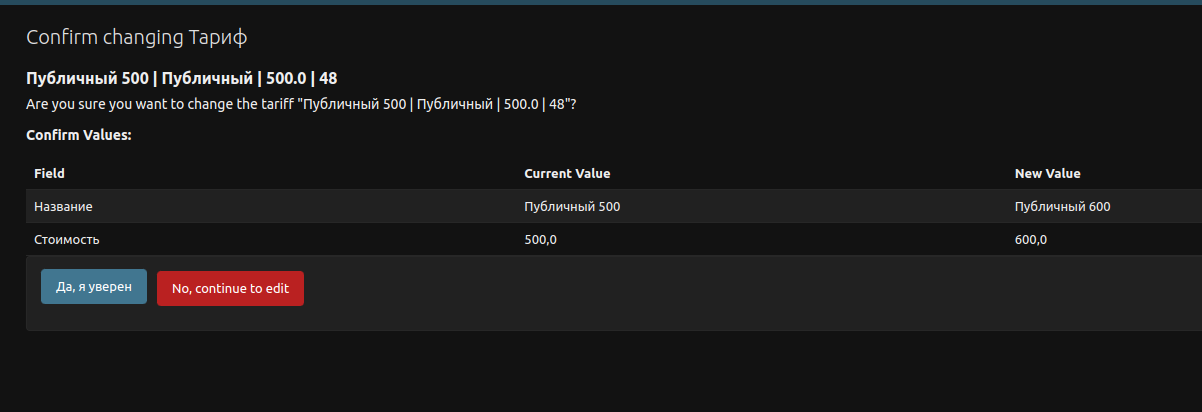 Confirm changing Тариф
Публичный 500 | Публичный | 500.0 | 48
Are you sure you want to change the tariff "Публичный 500 | Публичный | 500.0 | 48"?
Confirm Values:
Field Current Value New Value
Название Публичный 500 Публичный 600
Стоимость 500,0 600,0
Да, я уверен No, continue to edit